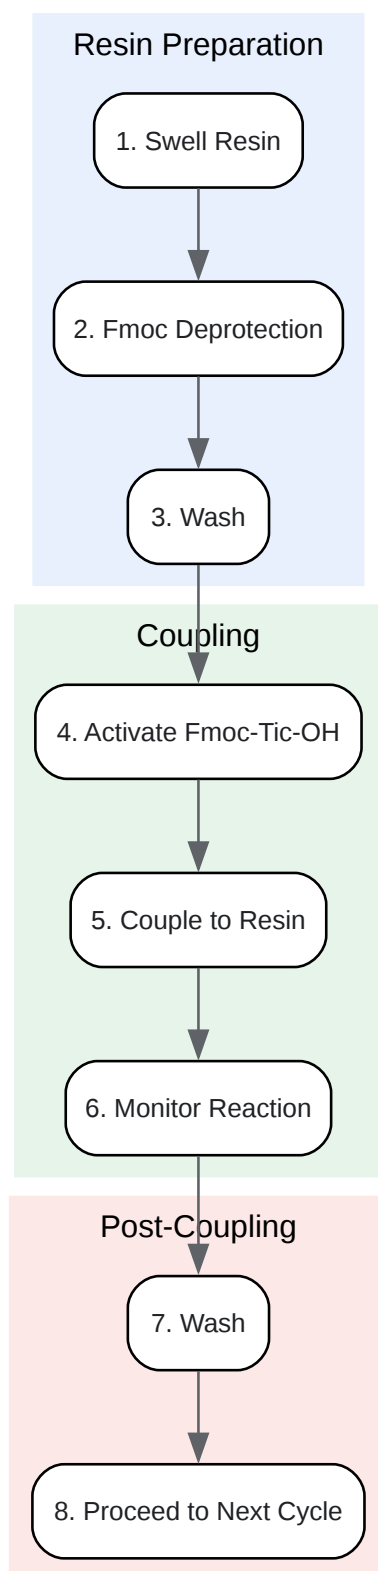 Resin Preparation
1. Swell Resin
2. Fmoc Deprotection
3. Wash
Coupling
4. Activate Fmoc-Tic-OH
5. Couple to Resin
6. Monitor Reaction
Post-Coupling
7. Wash
8. Proceed to Next Cycle